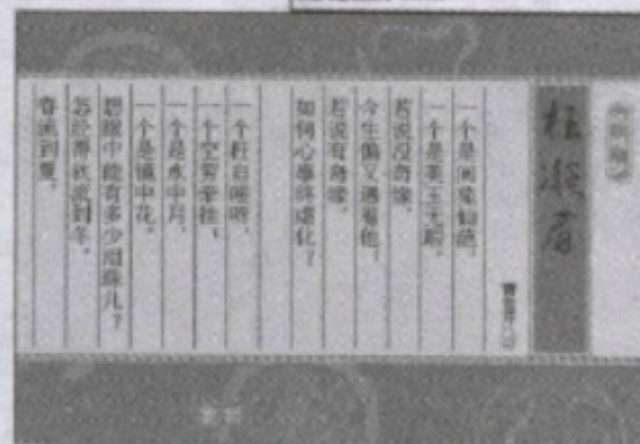 枉凝眉
曹雪芹
一个是阆苑仙葩，
一个是美玉无瑕。
若说没奇缘，
今生偏又遇着他。
若说有奇缘，
如何心事终虚化？
一个枉自嗟呀，
一个空劳牵挂，
一个是水中月，
一个是镜中花。
想眼中能有多少泪珠儿？
怎经得秋流到冬，
春流到夏。